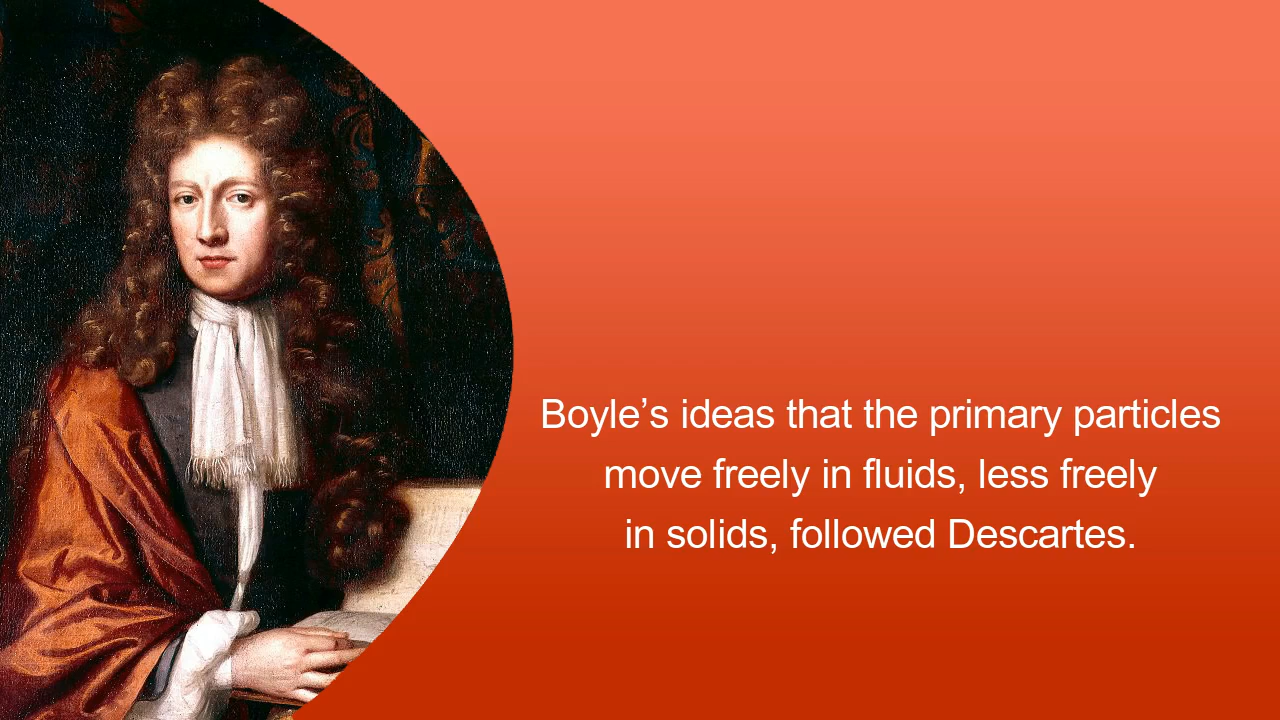 Boyle’s ideas that the primary particles
move freely in fluids, less freely
in solids, followed Descartes.